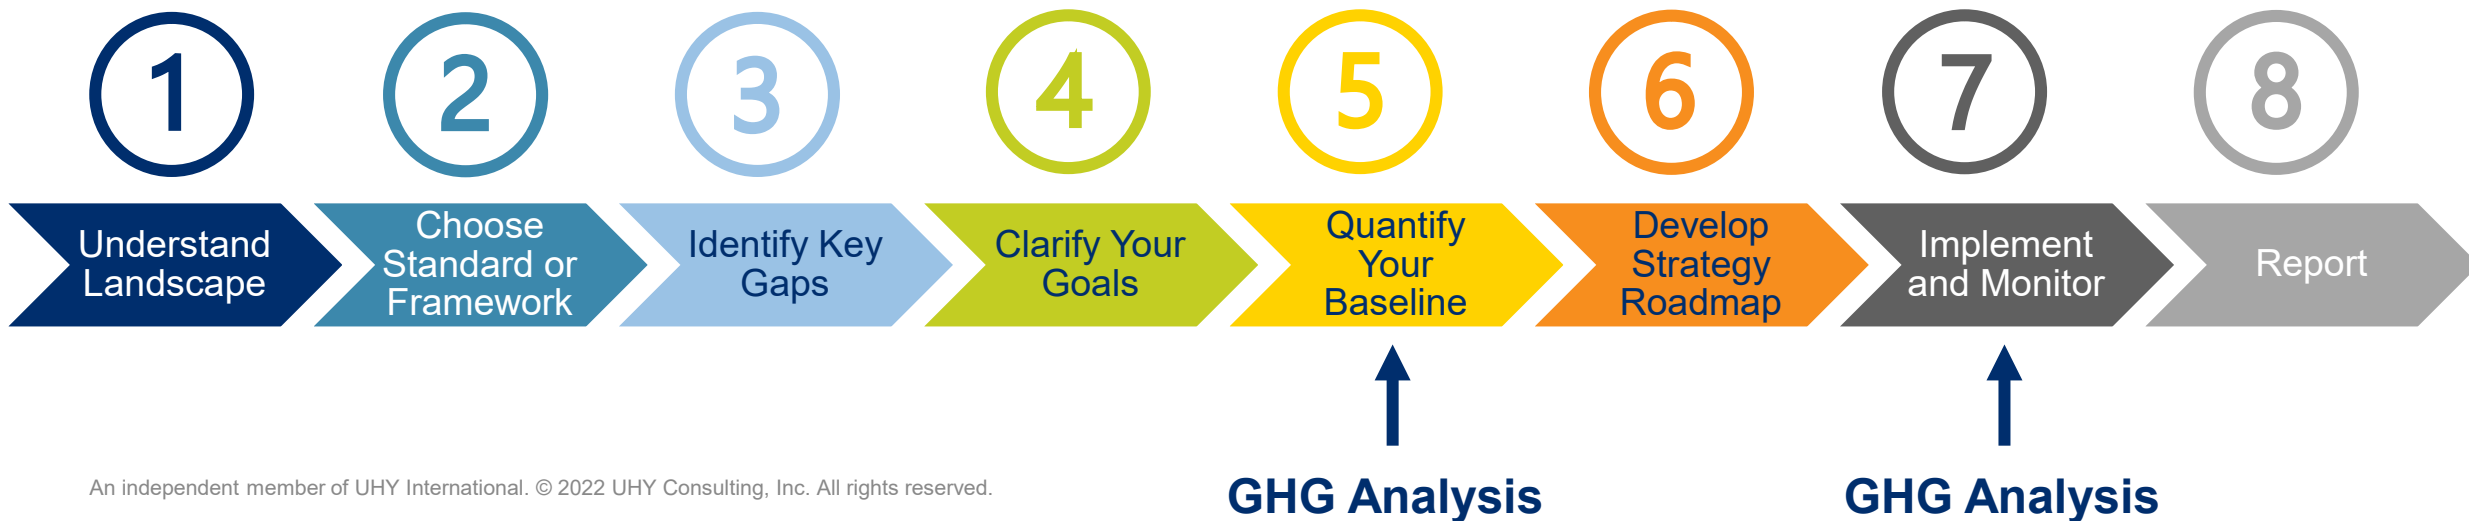 1
2
3
4
5
6
7
8
Understand
Landscape
Choose
Standard or
Framework
Identify Key
Gaps
Clarify Your
Goals
Quantify
Your
Baseline
Develop
Strategy
Roadmap
Implement
and Monitor
Report
An independent member of UHY International. © 2022 UHY Consulting, Inc. All rights reserved.
GHG Analysis
GHG Analysis